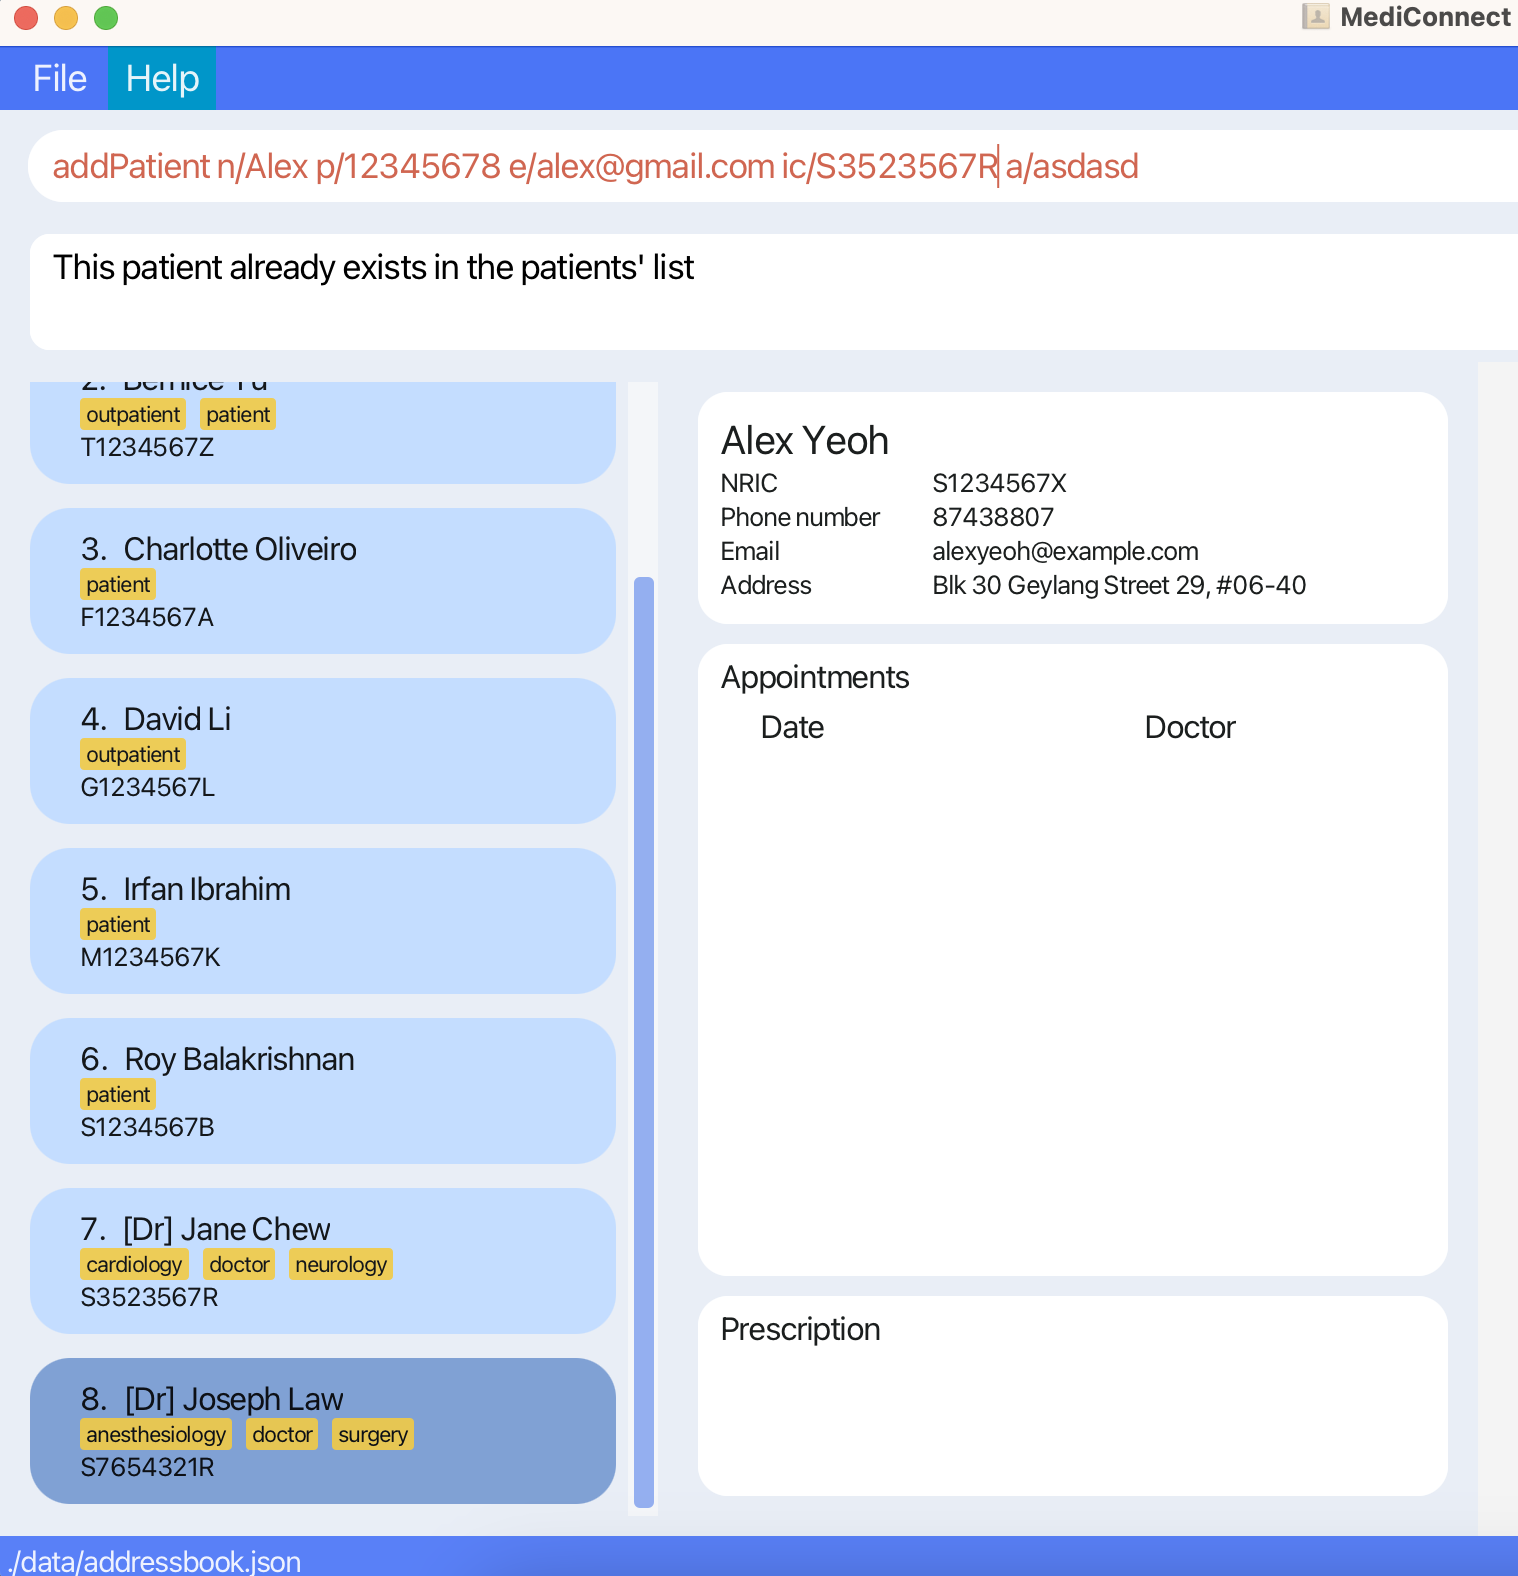 MediConnect
File Help
addPatient n/Alex p/12345678 e/alex@gmail.com ic/S3523567R a/asdasd
This patient already exists in the patients' list
2. Bernice Yu
outpatient patient
T1234567Z
3. Charlotte Oliveiro
patient
F1234567A
4. David Li
outpatient
G1234567L
5. Irfan Ibrahim
patient
M1234567K
6. Roy Balakrishnan
patient
S1234567B
7. [Dr] Jane Chew
cardiology doctor neurology
S3523567R
8. [Dr] Joseph Law
anesthesiology doctor surgery
S7654321R
Alex Yeoh
NRIC S1234567X
Phone number 87438807
Email alexyeoh@example.com
Address Blk 30 Geylang Street 29, #06-40
Appointments
Date Doctor
Prescription
./data/addressbook.json